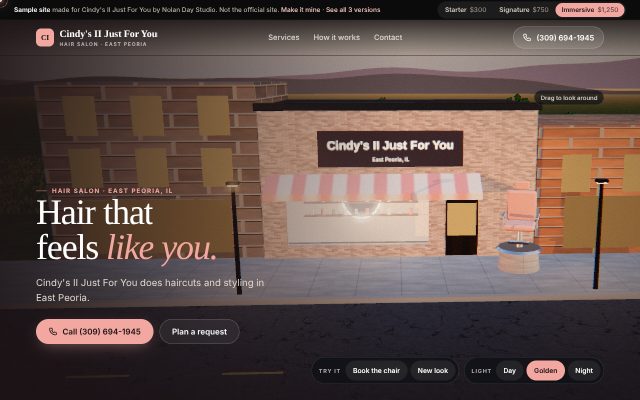 Sample site made for Cindy's II Just For You by Nolan Day Studio. Not the official site. Make it mine · See all 3 versions
Starter $300 Signature $750 Immersive $1,250
CI
Cindy's II Just For You
HAIR SALON · EAST PEORIA
Services How it works Contact
(309) 694-1945
Drag to look around
Cindy's II Just For You
East Peoria, IL
HAIR SALON · EAST PEORIA, IL
Hair that
feels like you.
Cindy's II Just For You does haircuts and styling in
East Peoria.
Call (309) 694-1945 Plan a request
TRY IT Book the chair New look LIGHT Day Golden Night